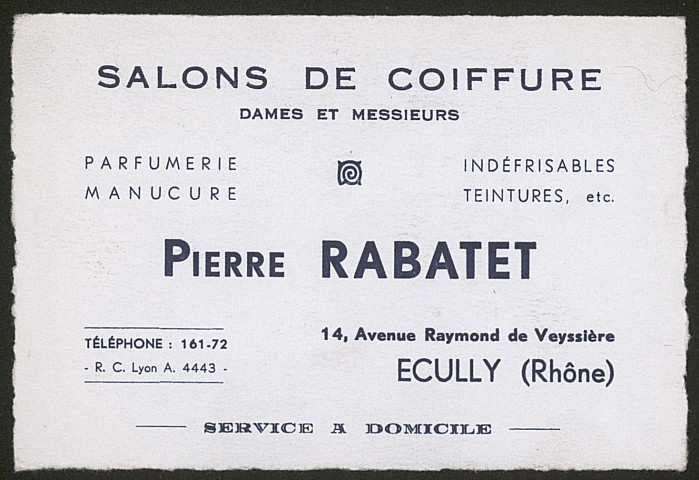 SALONS DE COIFFURE
DAMES ET MESSIEURS
PARFUMERIE
MANUCURE
INDÉFRISABLES
TEINTURES, etc.
PIERRE RABATET
TÉLÉPHONE : 161-72
- R. C. Lyon A. 4443 -
14, Avenue Raymond de Veyssière
ECULLY (Rhône)
SERVICE A DOMICILE